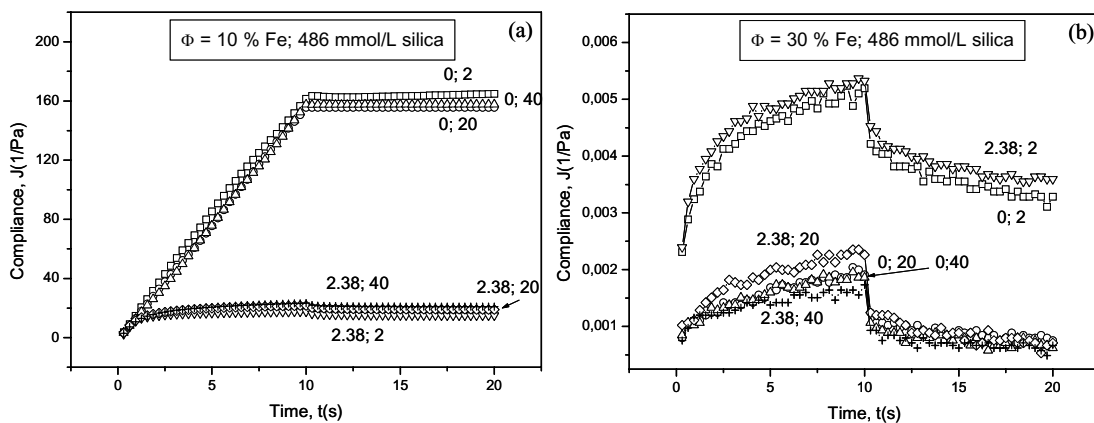 (a)
Φ = 10 % Fe; 486 mmol/L silica
Compliance, J(1/Pa)
200
160
120
80
40
0
0; 2
0; 40
0; 20
2.38; 40
2.38; 20
2.38; 2
0 5 10 15 20
Time, t(s)
(b)
Φ = 30 % Fe; 486 mmol/L silica
Compliance, J(1/Pa)
0,006
0,005
0,004
0,003
0,002
0,001
2.38; 2
0; 2
2.38; 20
0; 20
0;40
2.38; 40
0 5 10 15 20
Time, t(s)